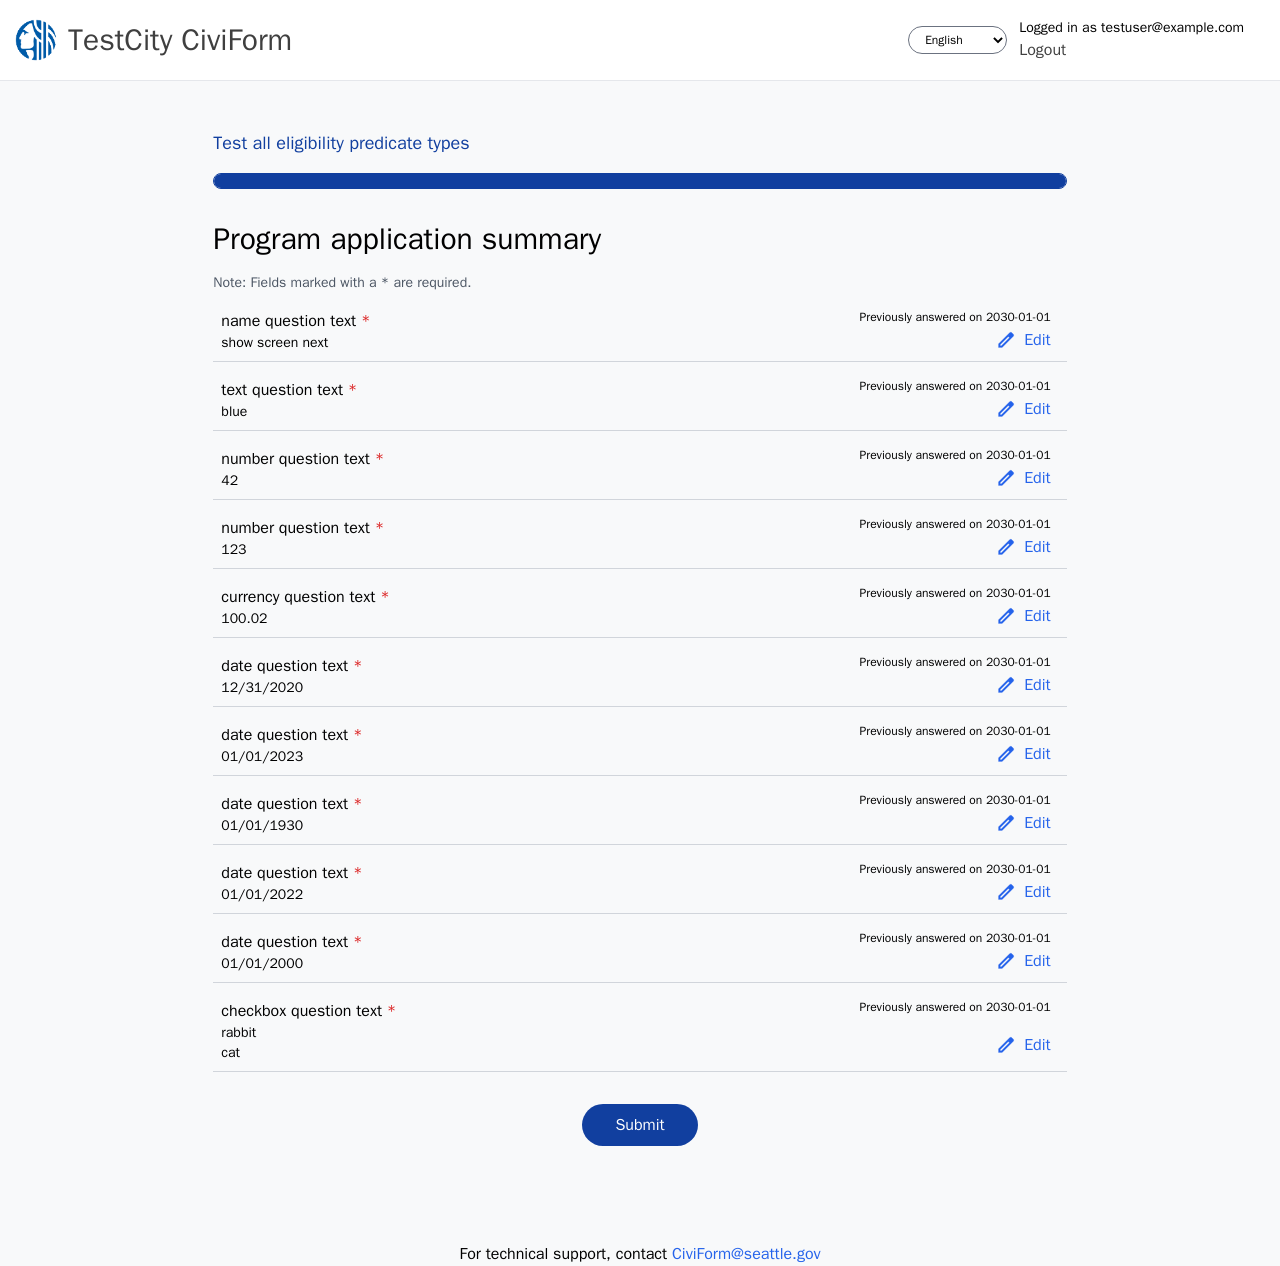 TestCity CiviForm
English
Logged in as testuser@example.com
Logout
Test all eligibility predicate types
Program application summary
Note: Fields marked with a * are required.
name question text *
Previously answered on 2030-01-01
show screen next
Edit
text question text *
Previously answered on 2030-01-01
blue
Edit
number question text *
Previously answered on 2030-01-01
42
Edit
number question text *
Previously answered on 2030-01-01
123
Edit
currency question text *
Previously answered on 2030-01-01
100.02
Edit
date question text *
Previously answered on 2030-01-01
12/31/2020
Edit
date question text *
Previously answered on 2030-01-01
01/01/2023
Edit
date question text *
Previously answered on 2030-01-01
01/01/1930
Edit
date question text *
Previously answered on 2030-01-01
01/01/2022
Edit
date question text *
Previously answered on 2030-01-01
01/01/2000
Edit
checkbox question text *
Previously answered on 2030-01-01
rabbit
cat
Edit
Submit
For technical support, contact CiviForm@seattle.gov